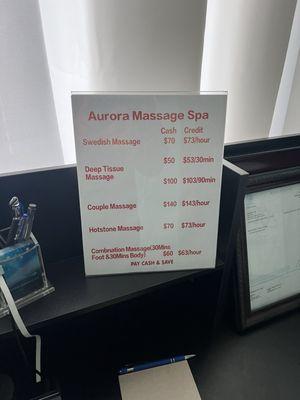 Aurora Massage Spa
Cash Credit
Swedish Massage $70 $73/hour
$50 $53/30min
Deep Tissue
Massage $100 $103/90min
Couple Massage $140 $143/hour
Hotstone Massage $70 $73/hour
Combination Massage(30Mins
Foot &30Mins Body) $60 $63/hour
PAY CASH & SAVE